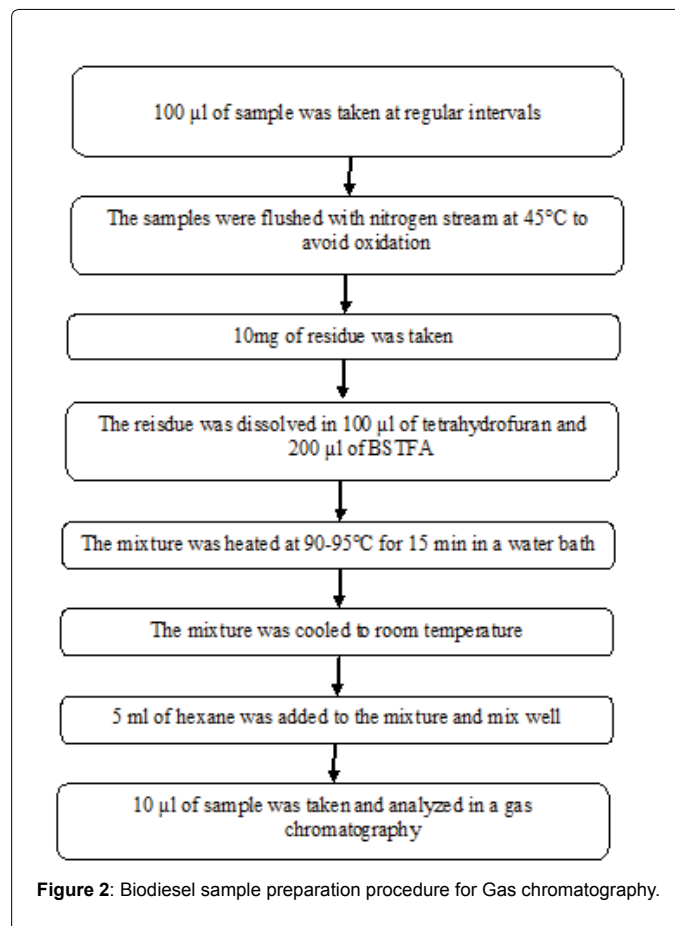 100 µl of sample was taken at regular intervals
The samples were flushed with nitrogen stream at 45°C to
avoid oxidation
10mg of residue was taken
The reisdue was dissolved in 100 µl of tetrahydrofuran and
200 µl of BSTFA
The mixture was heated at 90-95°C for 15 min in a water bath
The mixture was cooled to room temperature
5 ml of hexane was added to the mixture and mix well
10 µl of sample was taken and analyzed in a gas
chromatography
Figure 2: Biodiesel sample preparation procedure for Gas chromatography.